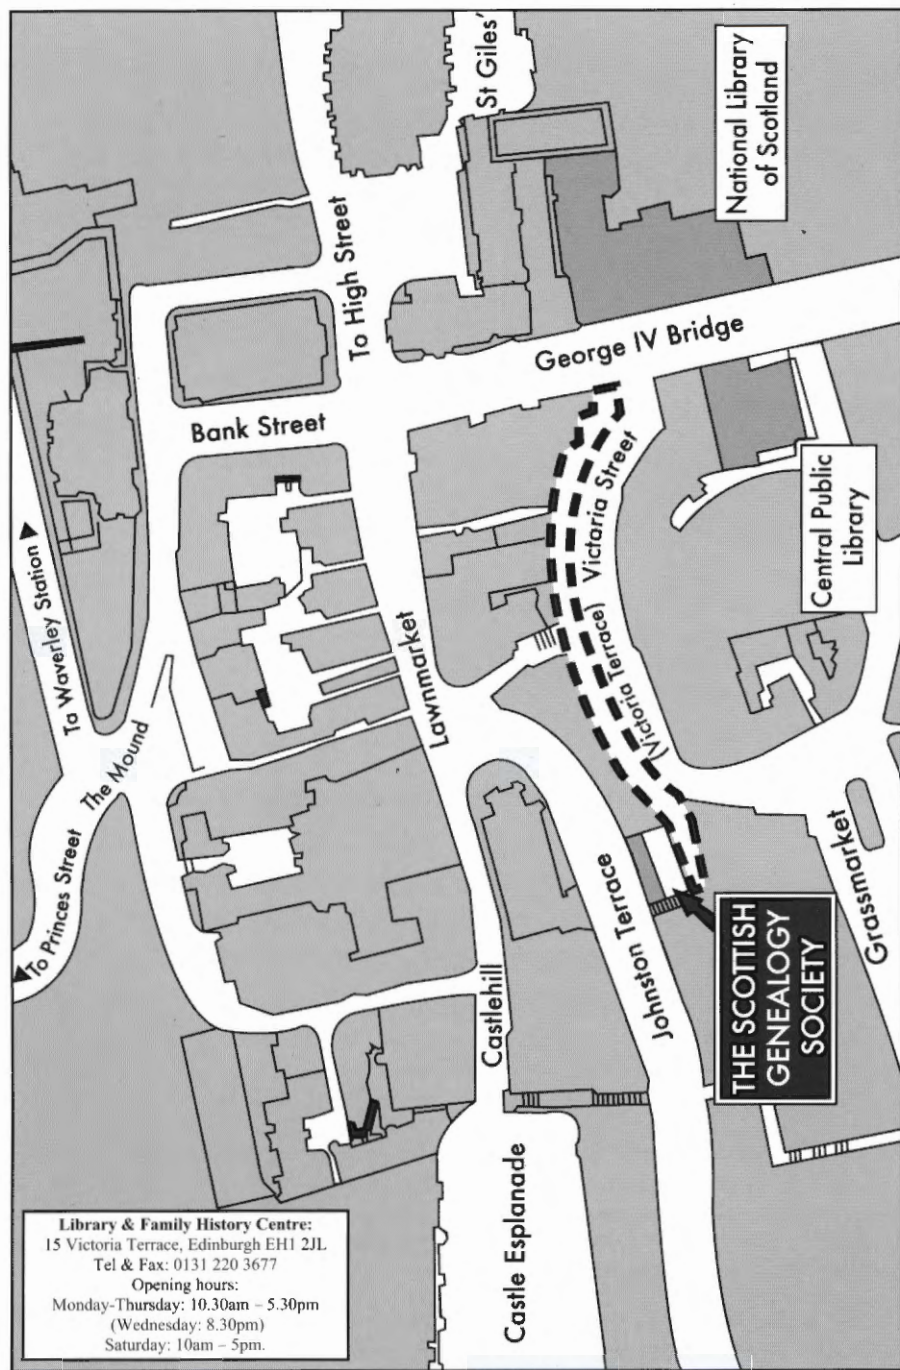 St Giles'
National Library
of Scotland
To High Street
George IV Bridge
Bank Street
Victoria Street
(Victoria Terrace)
Central Public
Library
To Waverley Station
The Mound
To Princes Street
Lawnmarket
Johnston Terrace
Castlehill
Grassmarket
THE SCOTTISH
GENEALOGY
SOCIETY
Castle Esplanade
Library & Family History Centre:
15 Victoria Terrace, Edinburgh EH1 2JL
Tel & Fax: 0131 220 3677
Opening hours:
Monday-Thursday: 10.30am – 5.30pm
(Wednesday: 8.30pm)
Saturday: 10am – 5pm.